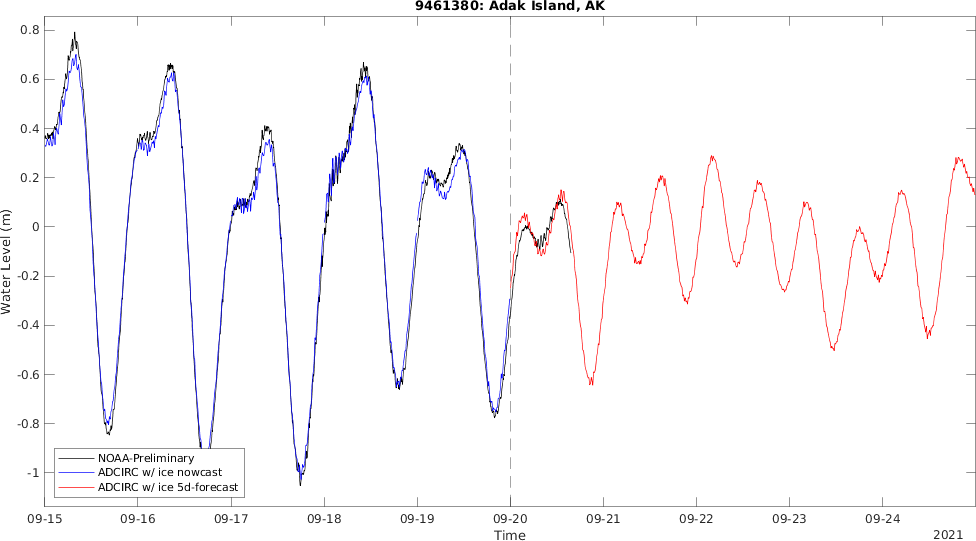 9461380: Adak Island, AK
Water Level (m)
0.8
0.6
0.4
0.2
0
-0.2
-0.4
-0.6
-0.8
-1
NOAA-Preliminary
ADCIRC w/ ice nowcast
ADCIRC w/ ice 5d-forecast
09-15 09-16 09-17 09-18 09-19 09-20 09-21 09-22 09-23 09-24
Time
2021